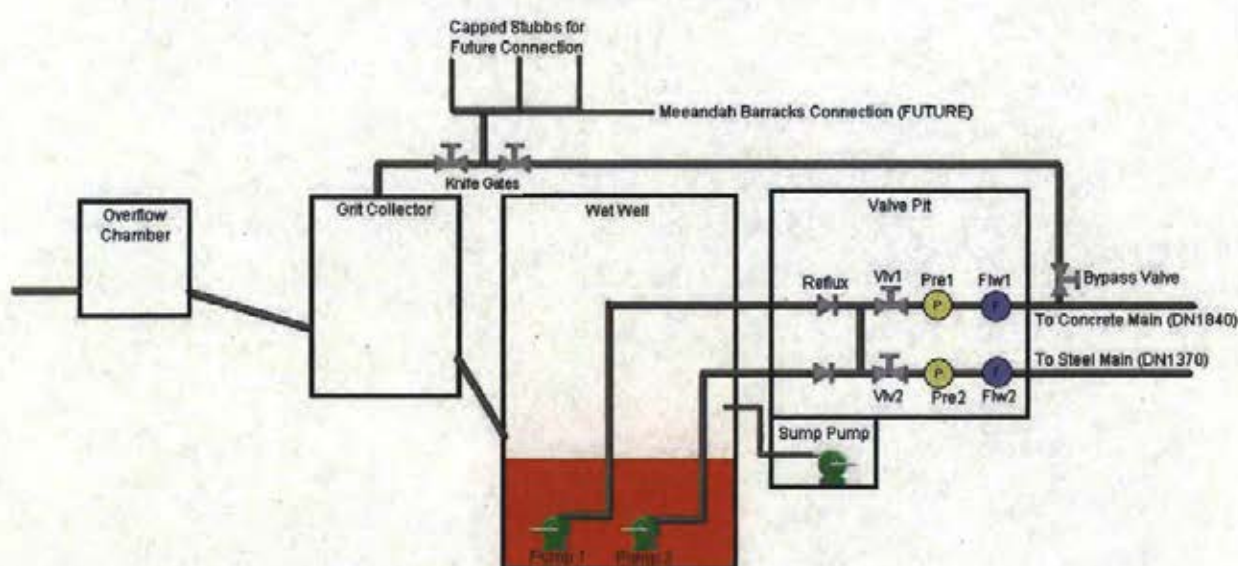 Capped Stubbs for
Future Connection
Meeandah Barracks Connection (FUTURE)
Knife Gates
Overflow
Chamber
Grit Collector
Wet Well
Valve Pit
Reflux
Vlv1
Pre1
Flw1
Bypass Valve
P
F
To Concrete Main (DN1840)
To Steel Main (DN1370)
P
F
Vlv2
Pre2
Flw2
Sump Pump
Pump 1
Pump 2